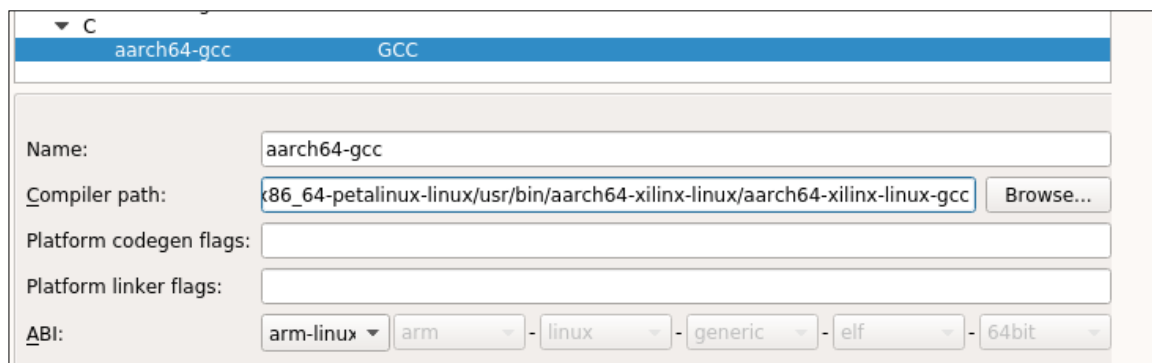 C
aarch64-gcc GCC
Name: aarch64-gcc
Compiler path: x86_64-petalinux-linux/usr/bin/aarch64-xilinx-linux/aarch64-xilinx-linux-gcc Browse...
Platform codegen flags:
Platform linker flags:
ABI: arm-linux arm - linux - generic - elf - 64bit